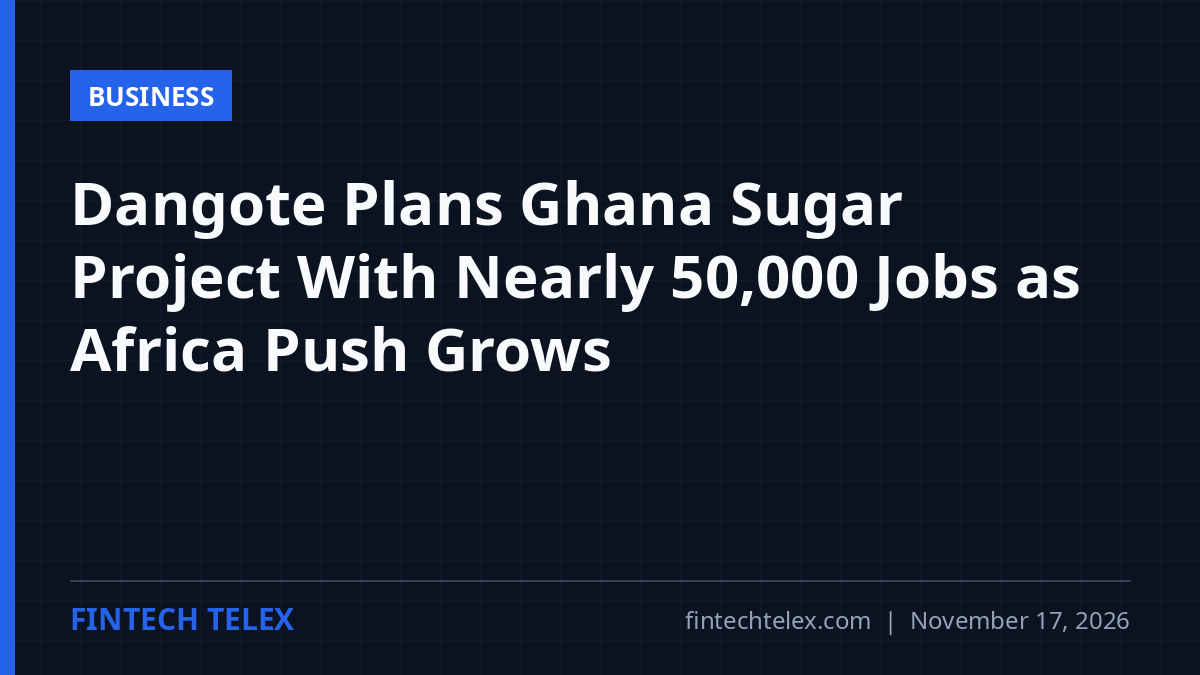 BUSINESS
Dangote Plans Ghana Sugar
Project With Nearly 50,000 Jobs as
Africa Push Grows
FINTECH TELEX
fintechtelex.com | November 17, 2026